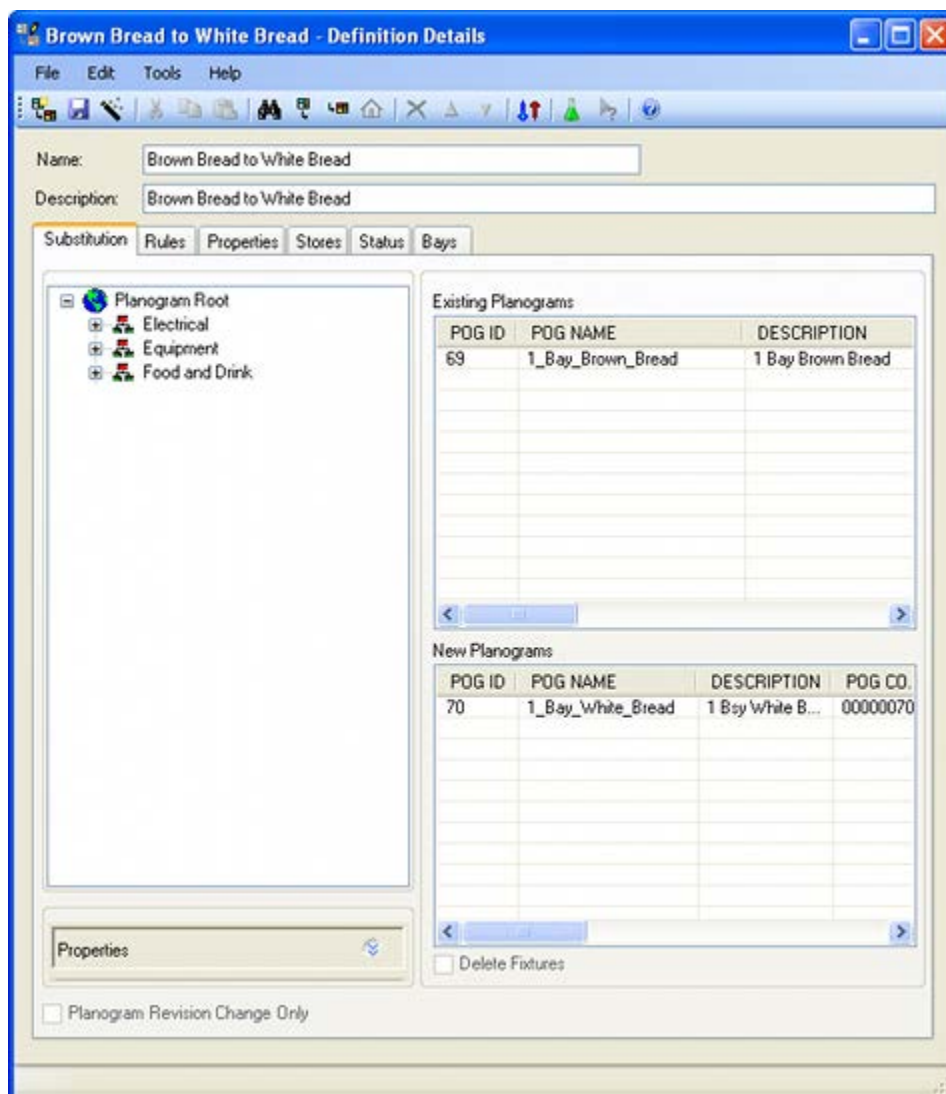 Brown Bread to White Bread - Definition Details
File Edit Tools Help
Name: Brown Bread to White Bread
Description: Brown Bread to White Bread
Substitution Rules Properties Stores Status Bays
Planogram Root
Electrical
Equipment
Food and Drink
Existing Planograms
POG ID POG NAME DESCRIPTION
69 1_Bay_Brown_Bread 1 Bay Brown Bread
New Planograms
POG ID POG NAME DESCRIPTION POG CO.
70 1_Bay_White_Bread 1 Bsy White B... 00000070
Properties
Delete Fixtures
Planogram Revision Change Only